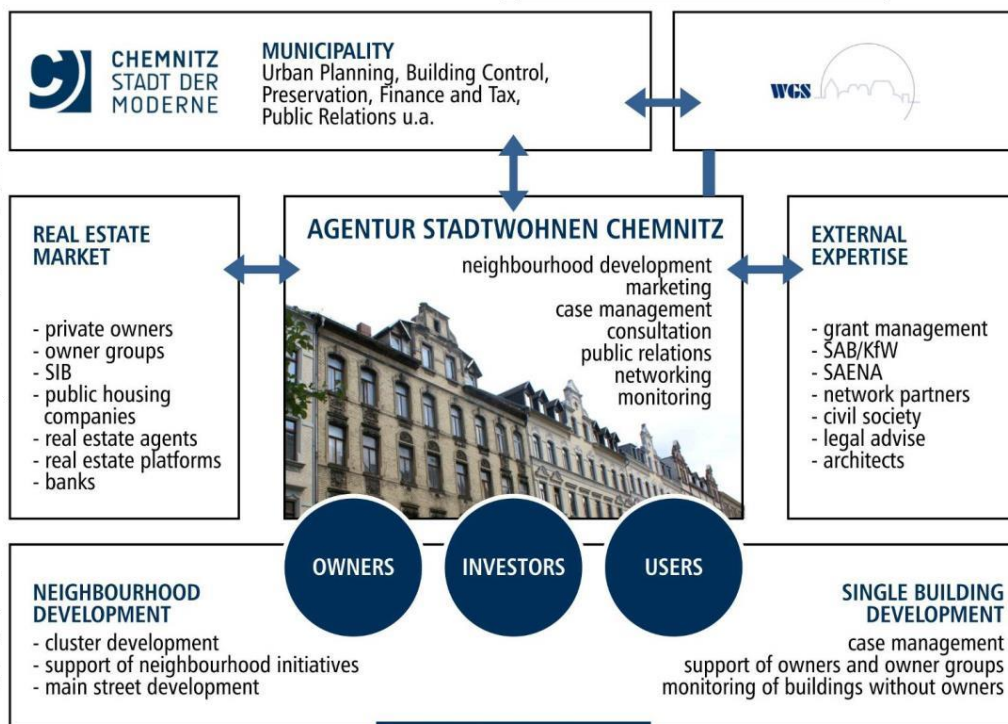 CHEMNITZ
STADT DER
MODERNE
MUNICIPALITY
Urban Planning, Building Control,
Preservation, Finance and Tax,
Public Relations u.a.
WGS
REAL ESTATE
MARKET
- private owners
- owner groups
- SIB
- public housing
companies
- real estate agents
- real estate platforms
- banks
AGENTUR STADTWOHNEN CHEMNITZ
neighbourhood development
marketing
case management
consultation
public relations
networking
monitoring
EXTERNAL
EXPERTISE
- grant management
- SAB/KfW
- SAENA
- network partners
- civil society
- legal advise
- architects
OWNERS
INVESTORS
USERS
NEIGHBOURHOOD
DEVELOPMENT
- cluster development
- support of neighbourhood initiatives
- main street development
SINGLE BUILDING
DEVELOPMENT
case management
support of owners and owner groups
monitoring of buildings without owners